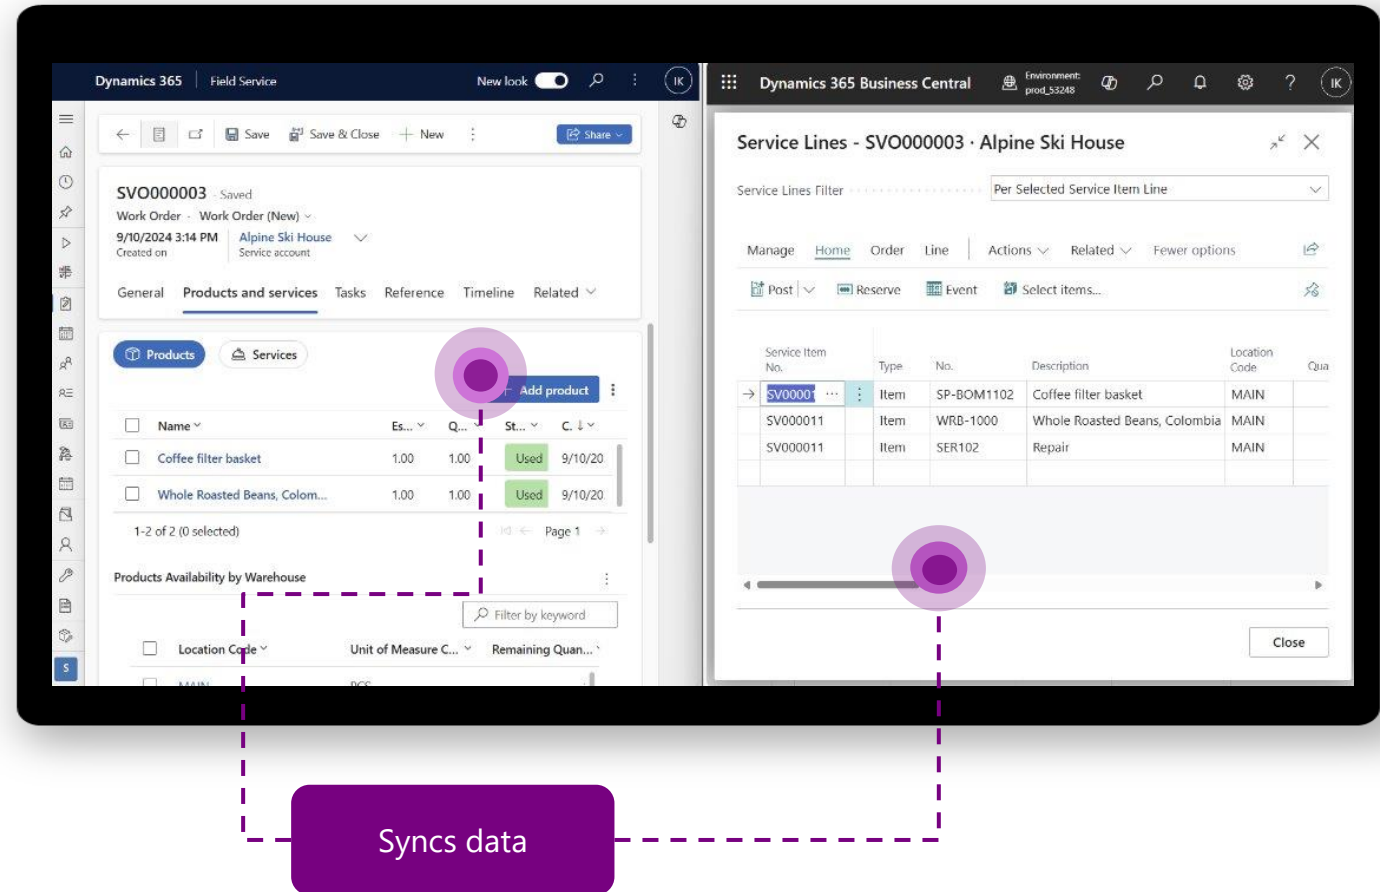 Dynamics 365 | Field Service
New look
IK
Save
Save & Close
New
Share
SVO000003 - Saved
Work Order · Work Order (New)
9/10/2024 3:14 PM
Created on
Alpine Ski House
Service account
General
Products and services
Tasks
Reference
Timeline
Related
Products
Services
+ Add product
Name
Es...
Q...
St...
C.
Coffee filter basket
1.00
1.00
Used
9/10/20
Whole Roasted Beans, Colom...
1.00
1.00
Used
9/10/20
1-2 of 2 (0 selected)
Page 1
Products Availability by Warehouse
Filter by keyword
Location Code
Unit of Measure C...
Remaining Quan...
MAIN
PCS
S
Dynamics 365 Business Central
Environment:
prod_53248
IK
Service Lines - SVO000003 · Alpine Ski House
Service Lines Filter
Per Selected Service Item Line
Manage
Home
Order
Line
Actions
Related
Fewer options
Post
Reserve
Event
Select items...
Service Item
No.
Type
No.
Description
Location
Code
Qua
SV00001
Item
SP-BOM1102
Coffee filter basket
MAIN
SV000011
Item
WRB-1000
Whole Roasted Beans, Colombia
MAIN
SV000011
Item
SER102
Repair
MAIN
Close
Syncs data